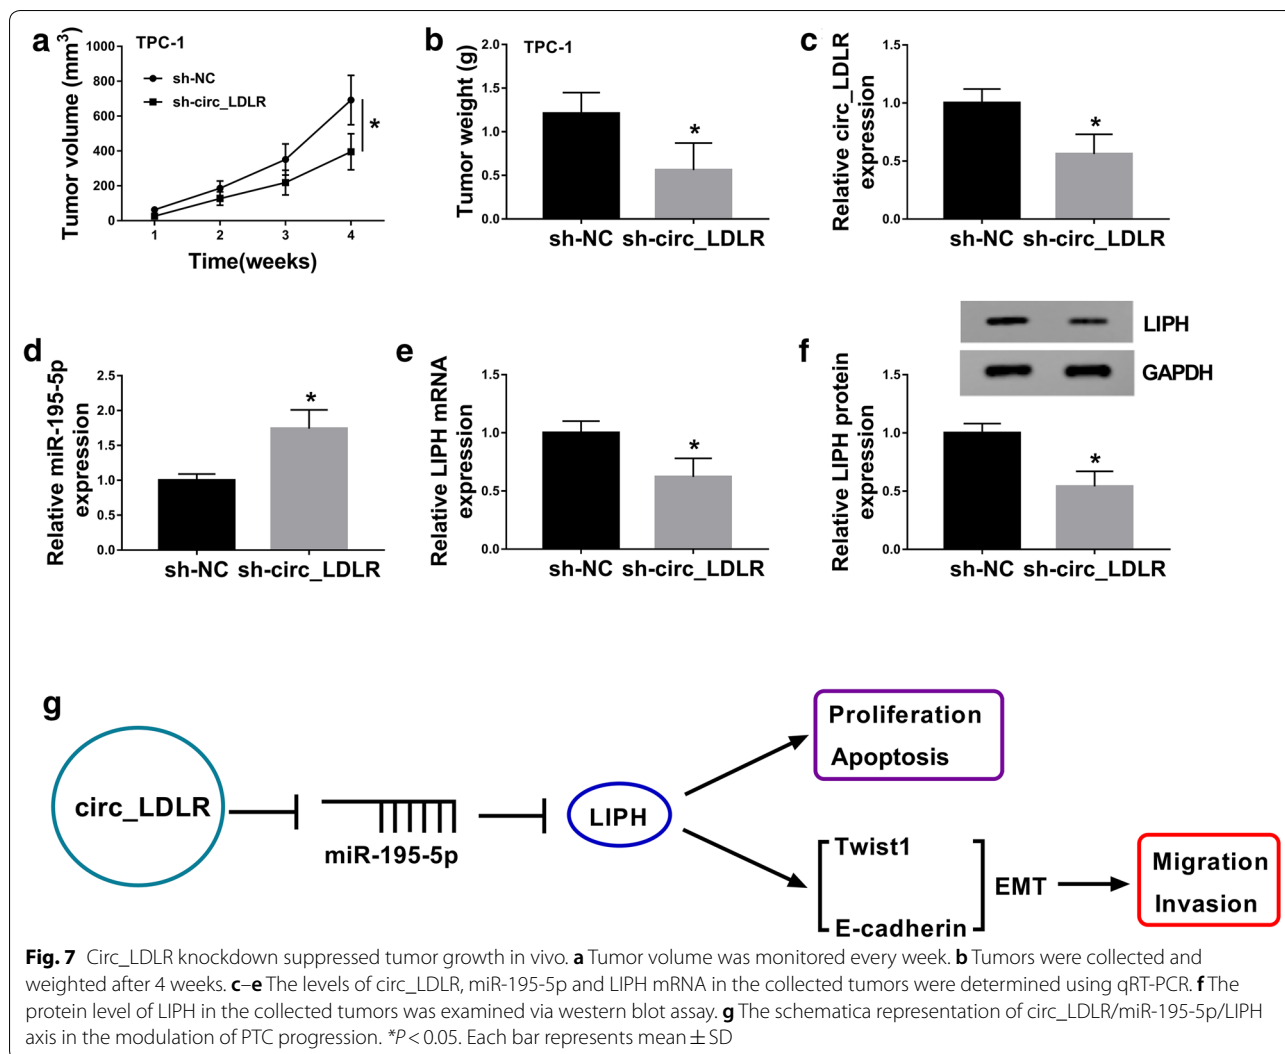 a
TPC-1
sh-NC
sh-circ_LDLR
Tumor volume (mm³)
1000
800
600
400
200
0
1 2 3 4
Time(weeks)
*
b
TPC-1
Tumor weight (g)
2.0
1.5
1.0
0.5
0.0
*
sh-NC sh-circ_LDLR
c
Relative circ_LDLR
expression
1.5
1.0
0.5
0.0
*
sh-NC sh-circ_LDLR
d
Relative miR-195-5p
expression
2.5
2.0
1.5
1.0
0.5
0.0
*
sh-NC sh-circ_LDLR
e
Relative LIPH mRNA
expression
1.5
1.0
0.5
0.0
*
sh-NC sh-circ_LDLR
f
LIPH
GAPDH
Relative LIPH protein
expression
1.5
1.0
0.5
0.0
*
sh-NC sh-circ_LDLR
g
circ_LDLR
miR-195-5p
LIPH
Proliferation
Apoptosis
Twist1
E-cadherin
EMT
Migration
Invasion
Fig. 7 Circ_LDLR knockdown suppressed tumor growth in vivo. a Tumor volume was monitored every week. b Tumors were collected and
weighted after 4 weeks. c–e The levels of circ_LDLR, miR-195-5p and LIPH mRNA in the collected tumors were determined using qRT-PCR. f The
protein level of LIPH in the collected tumors was examined via western blot assay. g The schematica representation of circ_LDLR/miR-195-5p/LIPH
axis in the modulation of PTC progression. *P < 0.05. Each bar represents mean ± SD